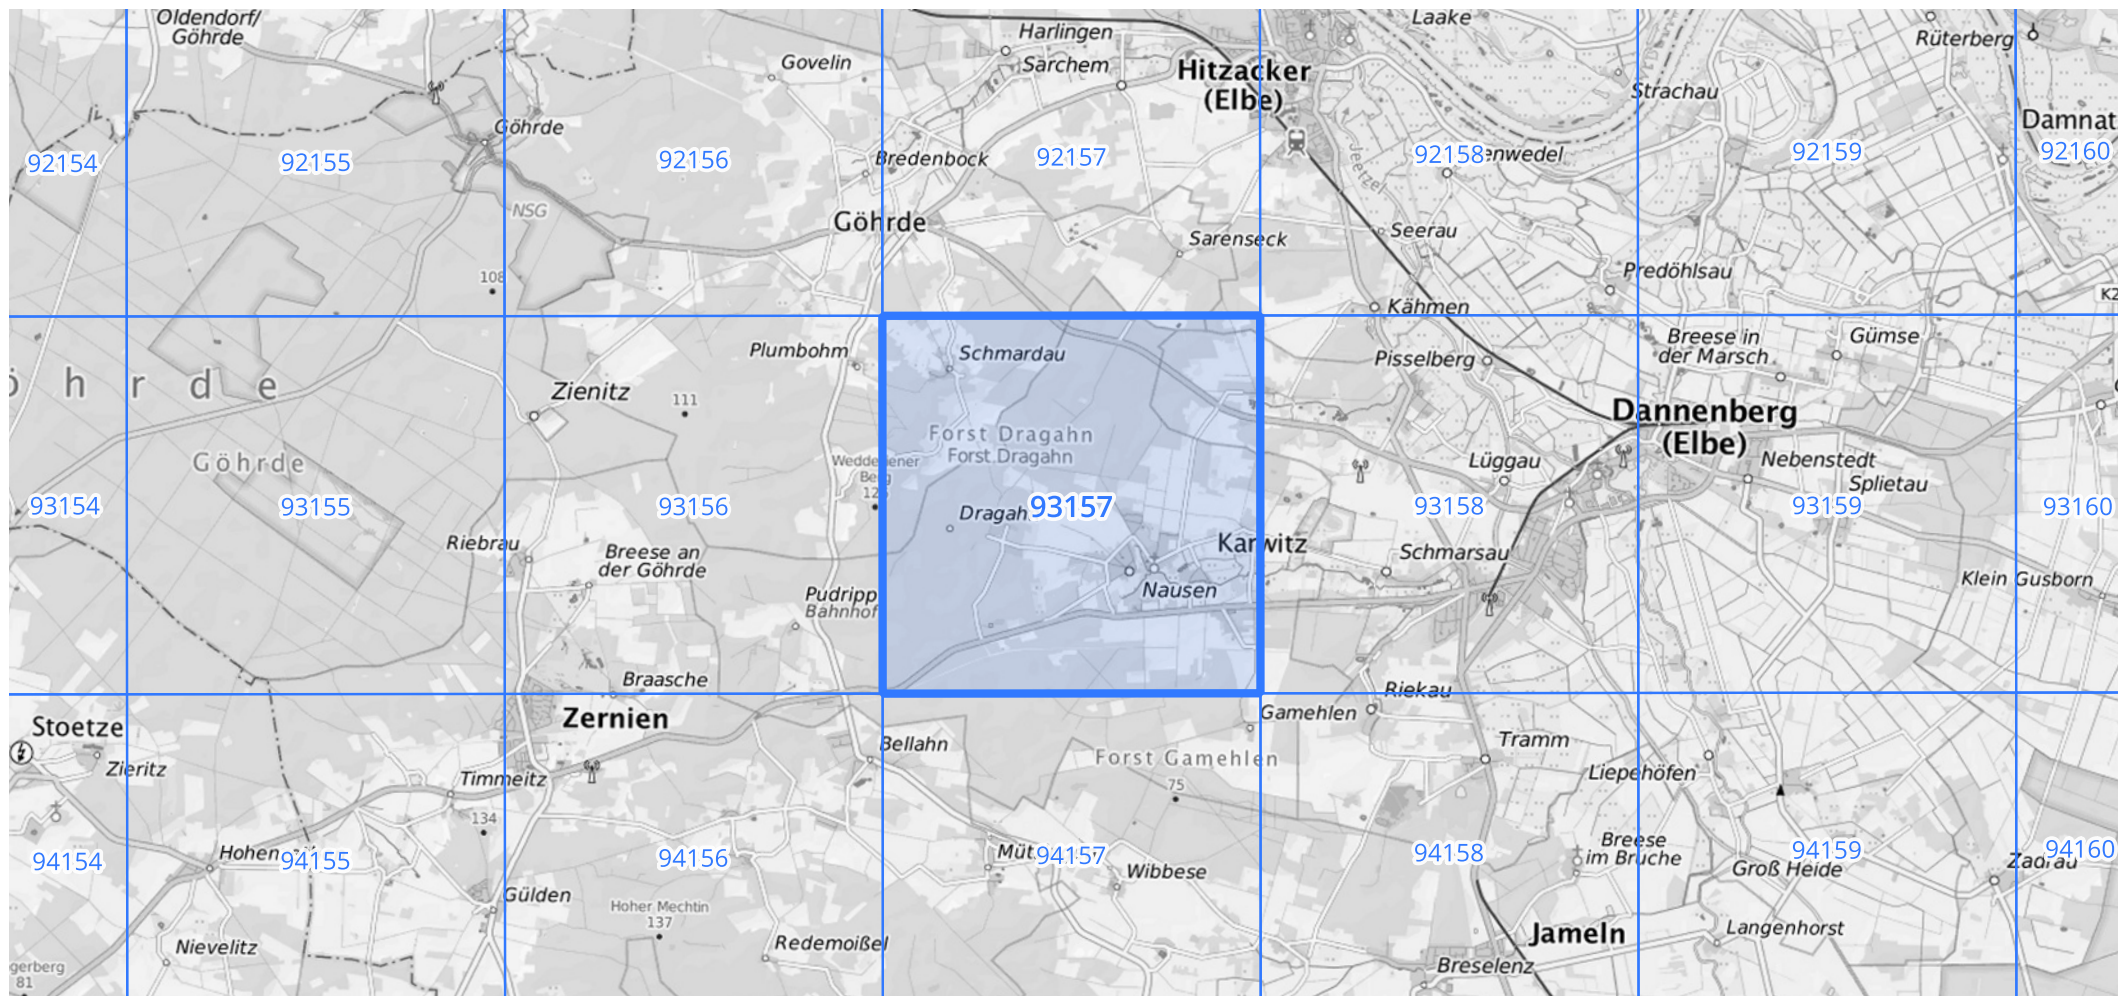 Oldendorf/
Göhrde
Harlingen
Laake
Govelin
Sarchem
Hitzacker
(Elbe)
Rüterberg
Strachau
Damnat
Göhrde
92154
92155
92156
Bredenbock
92157
Jeetzel
92158
enwedel
92159
92160
NSG
Göhrde
Sarenseck
Seerau
108
Predöhlsau
K2
Kähmen
Plumbohm
Schmardau
Pisselberg
Breese in
der Marsch
Gümse
ö h r d e
Zienitz
111
Dannenberg
(Elbe)
Forst Dragahn
Forst Dragahn
Göhrde
Lüggau
Nebenstedt
Splietau
93154
93155
93156
93157
93158
93159
93160
Riebrau
Breese an
der Göhrde
Karwitz
Schmarsau
Klein Gusborn
Pudripp
Bahnhof
Nausen
Braasche
Riekau
Stoetze
Zernien
Gamehlen
Zieritz
Timmeitz
Bellahn
Forst Gamehlen
75
Tramm
Liepehöfen
134
94154
Hohen
94155
94156
94157
Wibbese
94158
Breese
im Bruche
94159
Groß Heide
94160
Zadrau
Gülden
Hoher Mechtin
137
Nievelitz
Redemoißel
Jameln
Langenhorst
gerberg
81
Breselenz